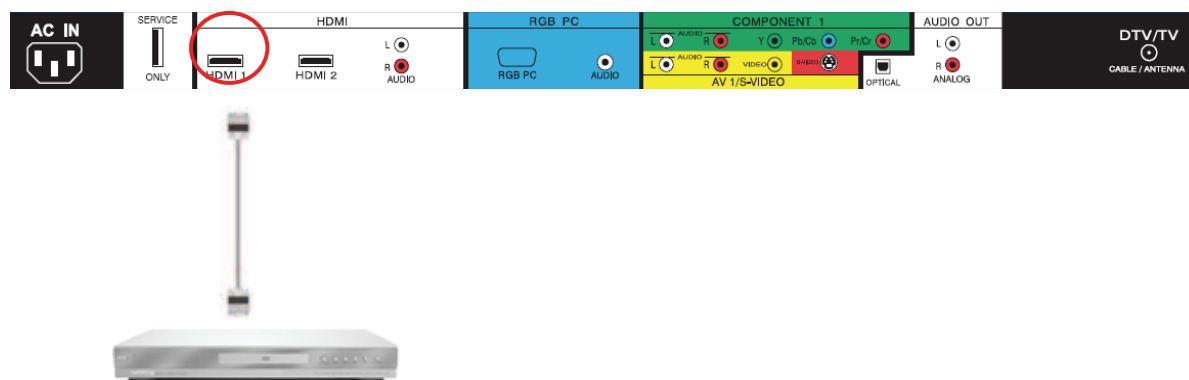 AC IN
SERVICE
ONLY
HDMI
HDMI 1
HDMI 2
L
R
AUDIO
RGB PC
RGB PC
AUDIO
COMPONENT 1
L AUDIO R Y Pb/Cb Pr/Cr
L AUDIO R VIDEO S-VIDEO
AV 1/S-VIDEO
OPTICAL
AUDIO OUT
L
R
ANALOG
DTV/TV
CABLE / ANTENNA